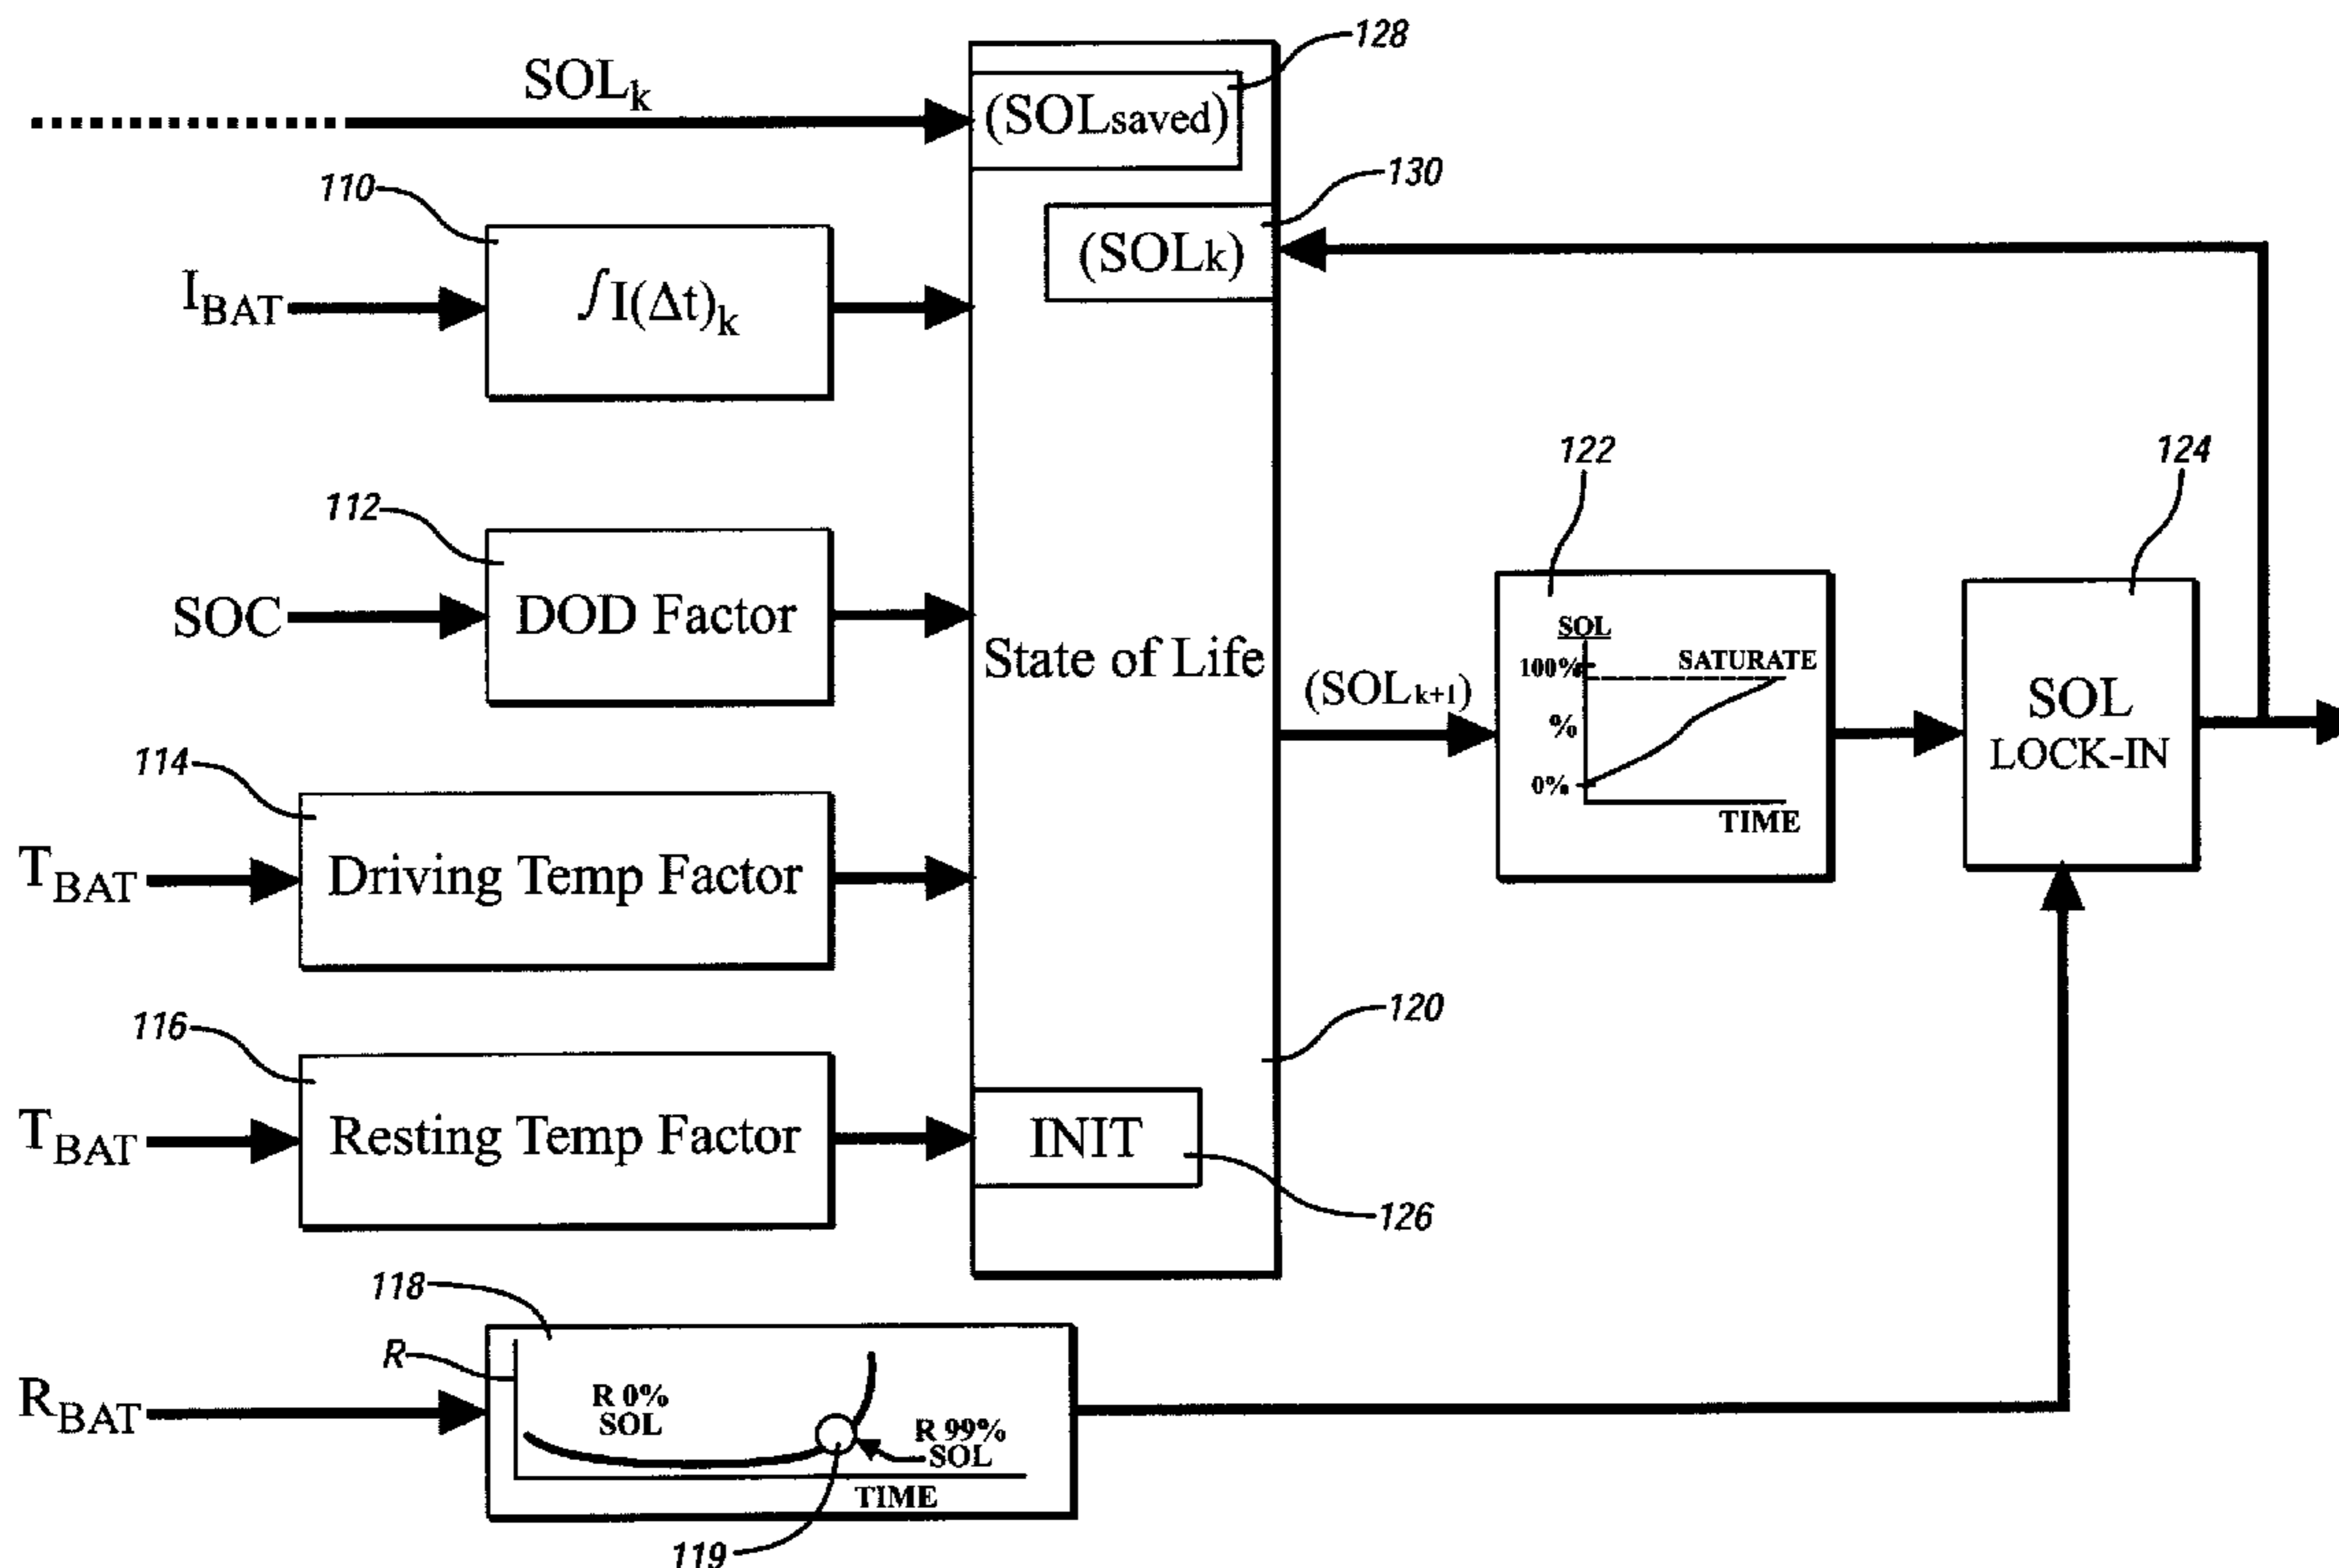 128
SOLk
(SOLsaved)
110
130
IBAT
∫I(Δt)k
(SOLk)
112
122
124
SOC
DOD Factor
State of Life
SOL
100%
SATURATE
%
0%
TIME
(SOLk+1)
SOL
LOCK-IN
114
TBAT
Driving Temp Factor
116
120
TBAT
Resting Temp Factor
INIT
126
118
R
RBAT
R 0%
SOL
R 99%
SOL
TIME
119